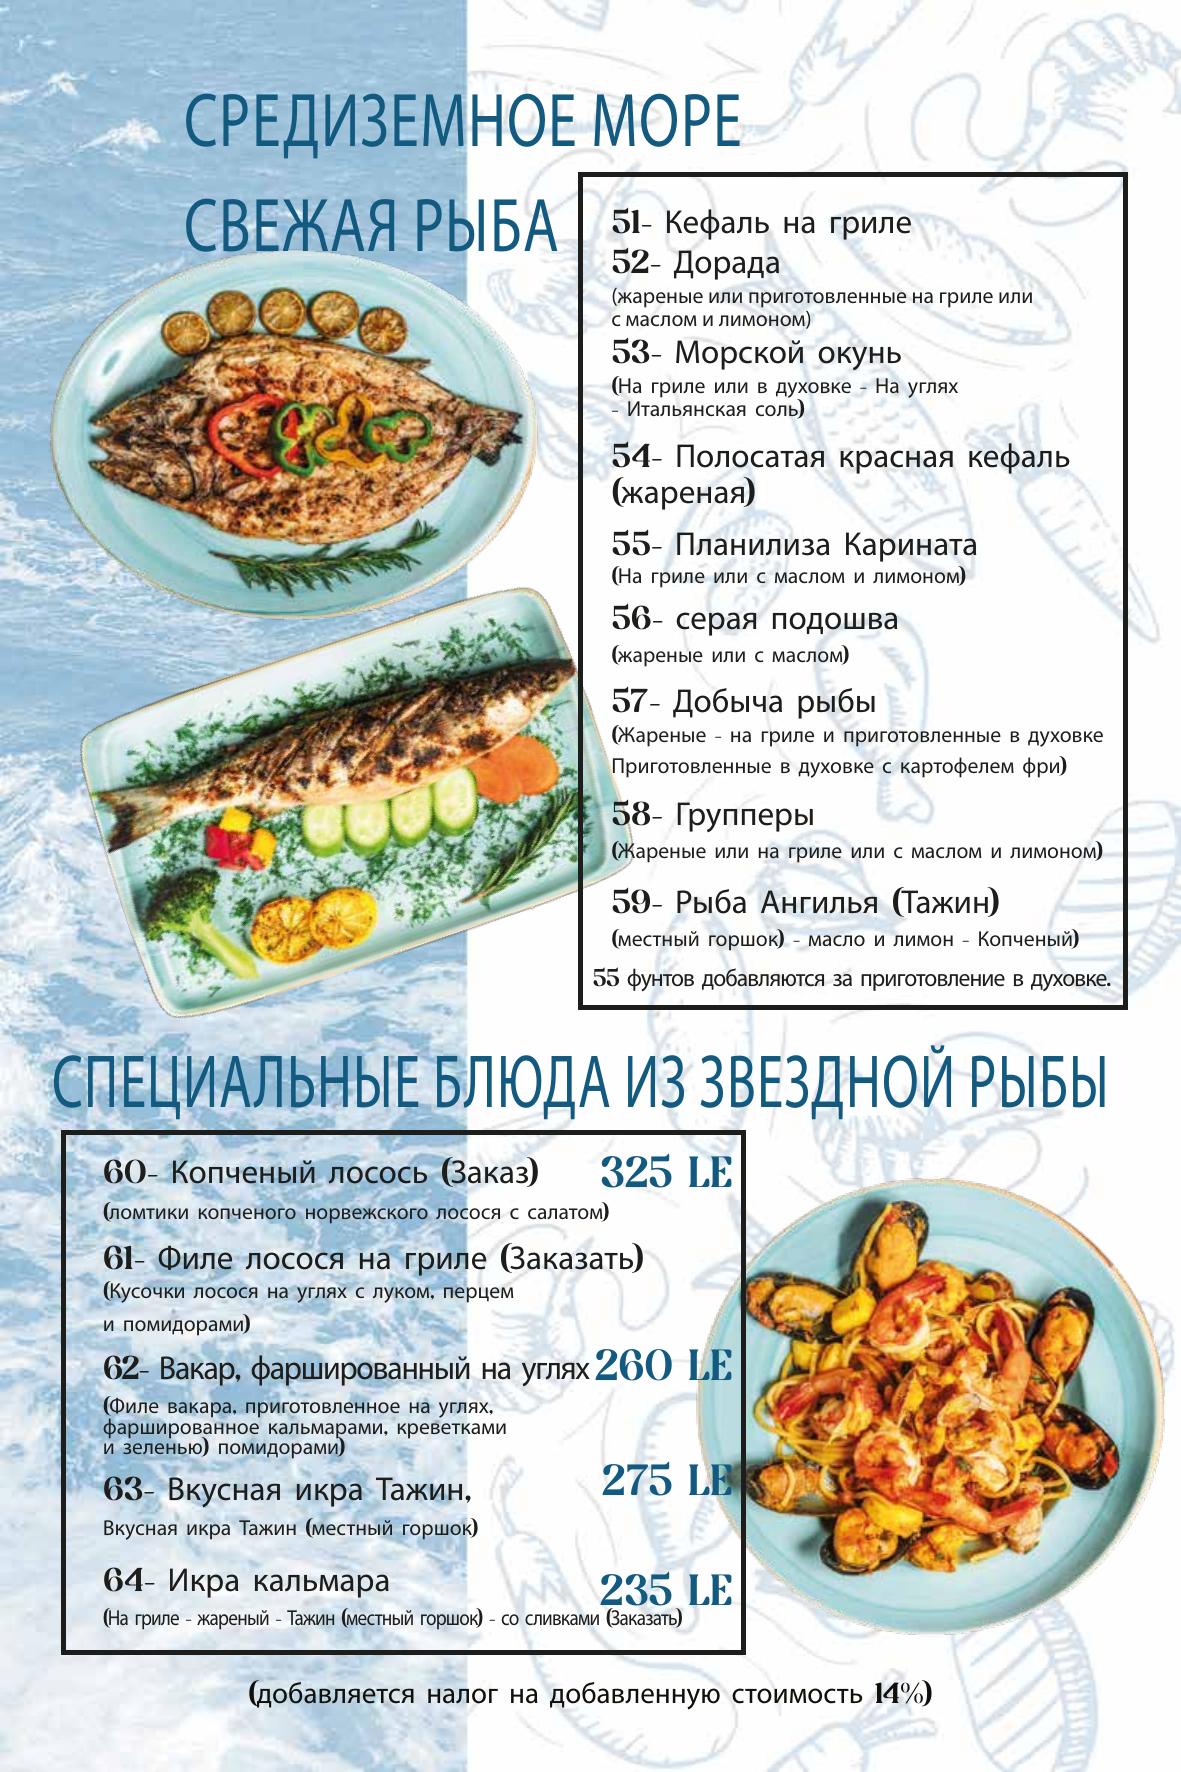 СРЕДИЗЕМНОЕ МОРЕ
СВЕЖАЯ РЫБА
51- Кефаль на гриле
52- Дорада
(жареные или приготовленные на гриле или
с маслом и лимоном)
53- Морской окунь
(На гриле или в духовке - На углях
- Итальянская соль)
54- Полосатая красная кефаль
(жареная)
55- Планилиза Карината
(На гриле или с маслом и лимоном)
56- серая подошва
(жареные или с маслом)
57- Добыча рыбы
(Жареные - на гриле и приготовленные в духовке
Приготовленные в духовке с картофелем фри)
58- Групперы
(Жареные или на гриле или с маслом и лимоном)
59- Рыба Ангилья (Тажин)
(местный горшок) - масло и лимон - Копченый)
55 фунтов добавляются за приготовление в духовке.
СПЕЦИАЛЬНЫЕ БЛЮДА ИЗ ЗВЕЗДНОЙ РЫБЫ
60- Копченый лосось (Заказ) 325 LE
(ломтики копченого норвежского лосося с салатом)
61- Филе лосося на гриле (Заказать)
(Кусочки лосося на углях с луком, перцем
и помидорами)
62- Вакар, фаршированный на углях 260 LE
(Филе вакара, приготовленное на углях,
фаршированное кальмарами, креветками
и зеленью) помидорами)
63- Вкусная икра Тажин, 275 LE
Вкусная икра Тажин (местный горшок)
64- Икра кальмара 235 LE
(На гриле - жареный - Тажин (местный горшок) - со сливками (Заказать)
(добавляется налог на добавленную стоимость 14%)